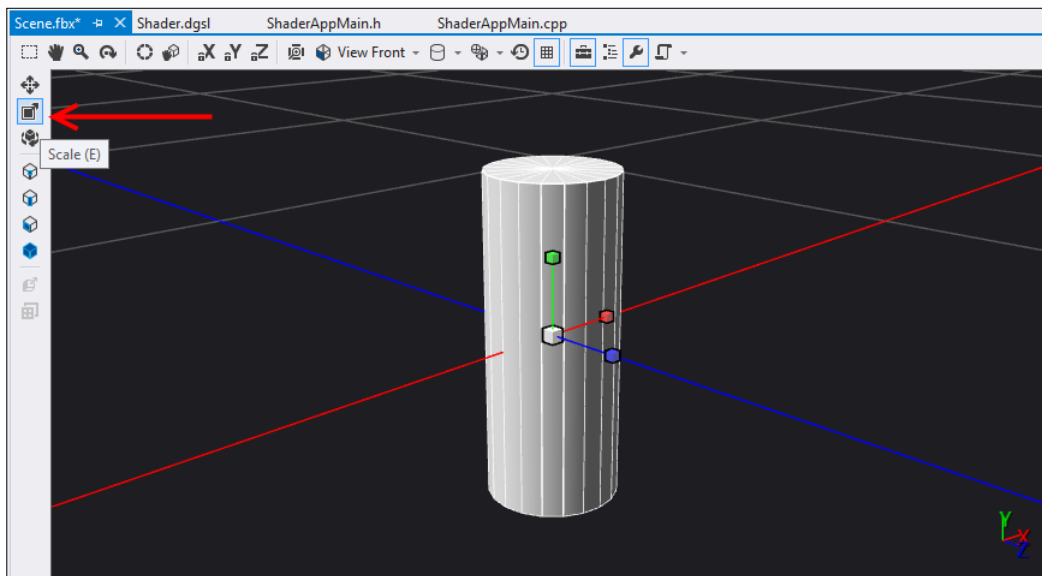 Scene.fbx* Shader.dgsl ShaderAppMain.h ShaderAppMain.cpp
X Y Z View Front
Scale (E)
Y
X
Z